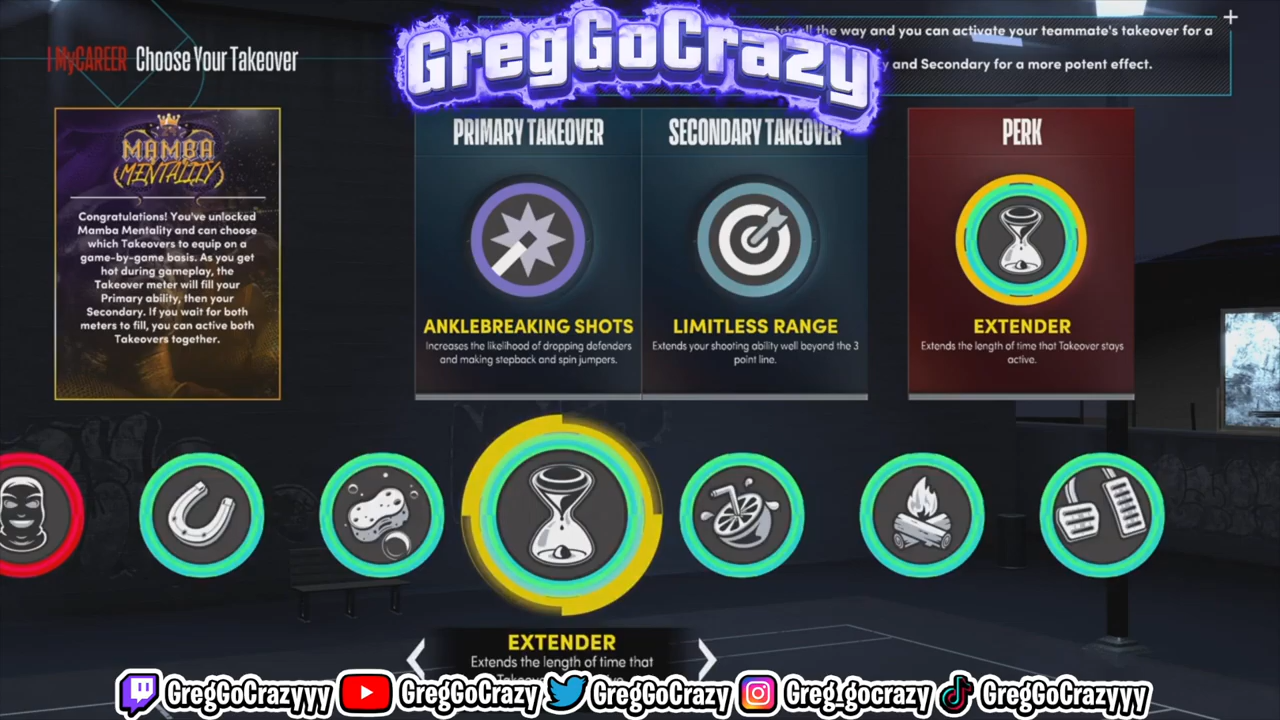 MyCAREER Choose Your Takeover
GregGoCrazy
all the way and you can activate your teammate's takeover for a
and Secondary for a more potent effect.
MAMBA
MENTALITY
Congratulations! You've unlocked
Mamba Mentality and can choose
which Takeovers to equip on a
game-by-game basis. As you get
hot during gameplay, the
Takeover meter will fill your
Primary ability, then your
Secondary. If you wait for both
meters to fill, you can active both
Takeovers together.
PRIMARY TAKEOVER
ANKLEBREAKING SHOTS
Increases the likelihood of dropping defenders
and making stepback and spin jumpers.
SECONDARY TAKEOVER
LIMITLESS RANGE
Extends your shooting ability well beyond the 3
point line.
PERK
EXTENDER
Extends the length of time that Takeover stays
active.
EXTENDER
Extends the length of time that
GregGoCrazyyy GregGoCrazy GregGoCrazy Greg_gocrazy GregGoCrazyyy